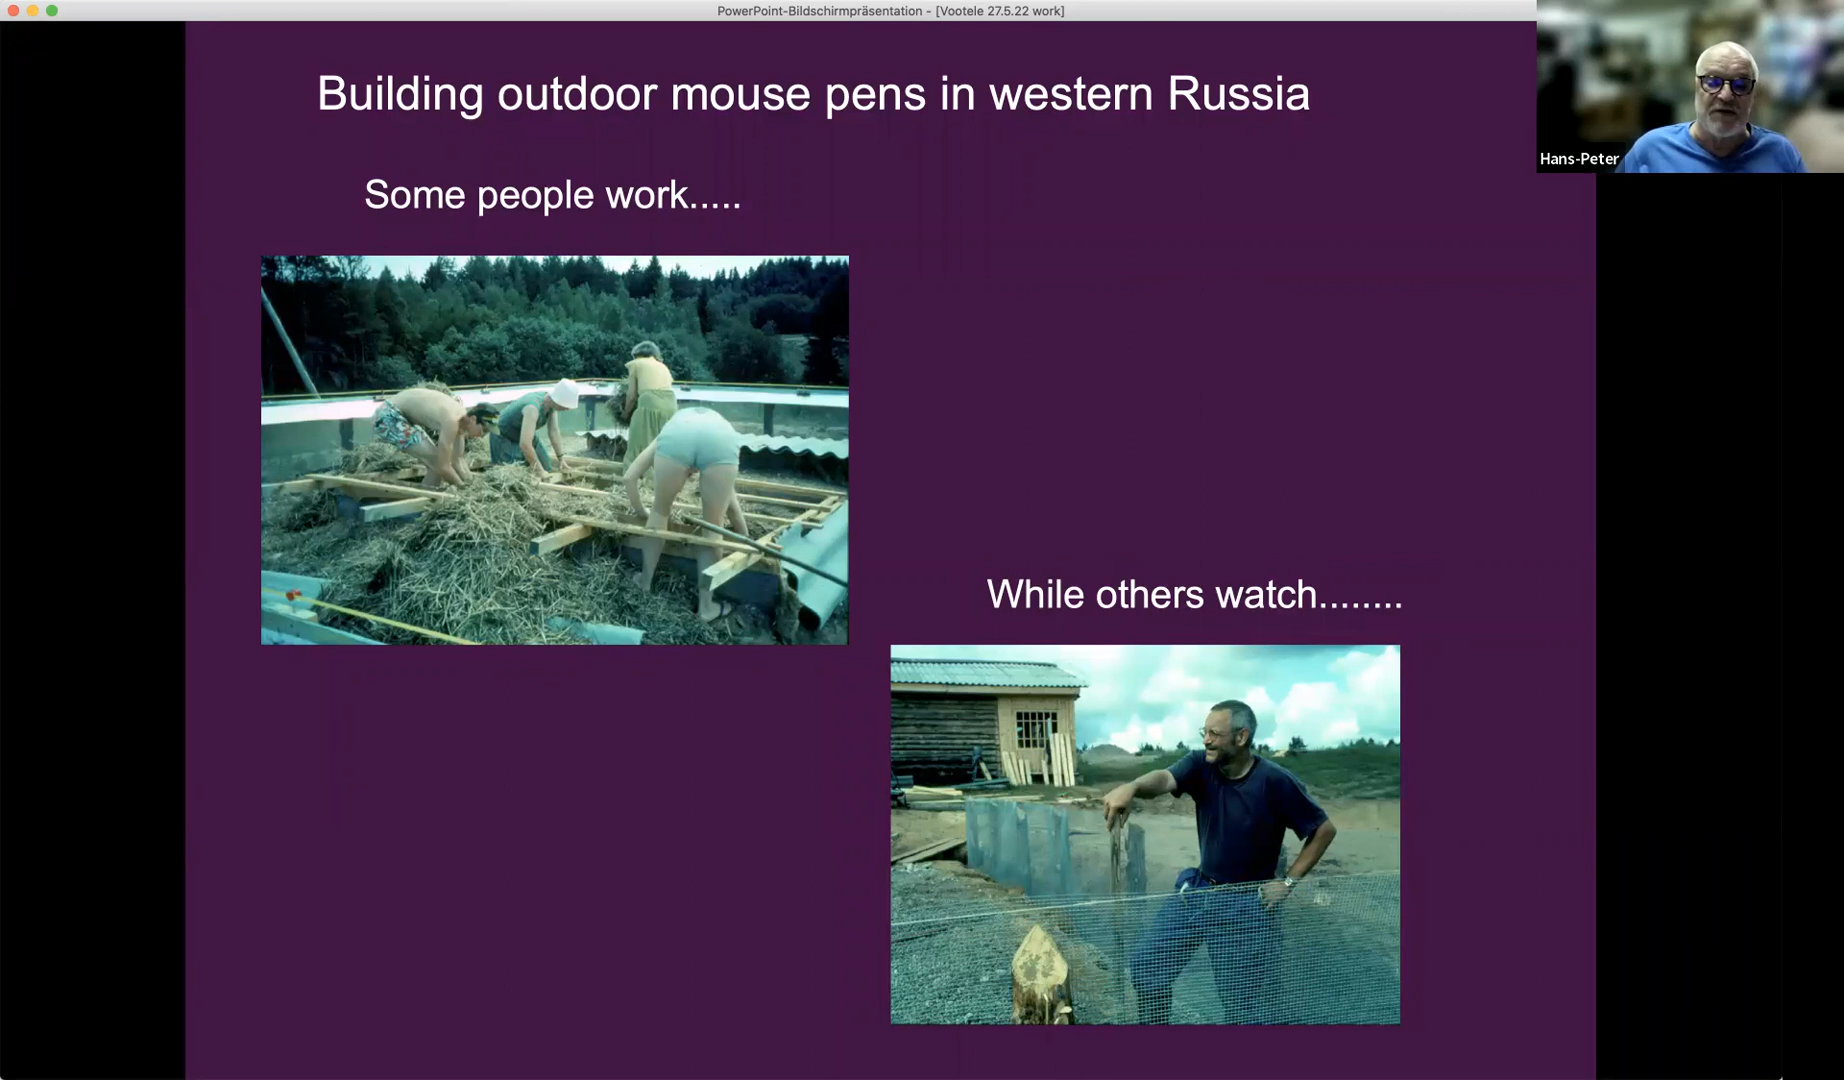 PowerPoint-Bildschirmpräsentation - [Vootele 27.5.22 work]
Building outdoor mouse pens in western Russia
Hans-Peter
Some people work.....
While others watch........